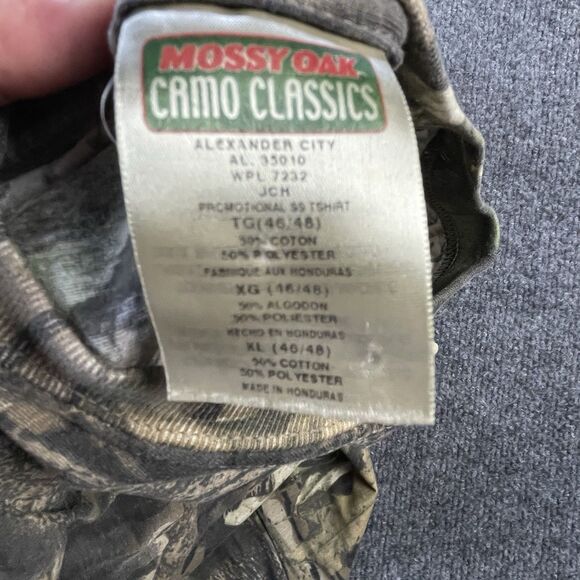 MOSSY OAK
CAMO CLASSICS
ALEXANDER CITY
AL. 35010
WPL 7232
JCH
PROMOTIONAL SS TSHIRT
TG(46/48)
50% COTON
50% POLYESTER
FABRIQUE AUX HONDURAS
XG (46/48)
50% ALGODON
50% POLIESTER
HECHO EN HONDURAS
XL (46/48)
50% COTTON
50% POLYESTER
MADE IN HONDURAS